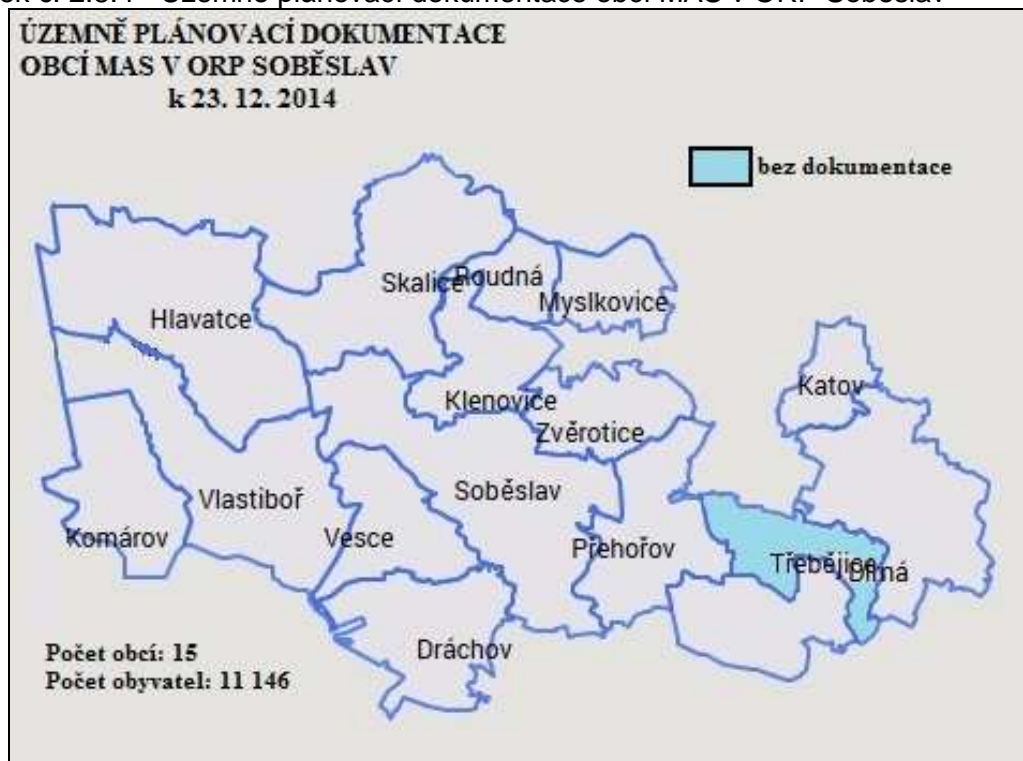 ÚZEMNĚ PLÁNOVACÍ DOKUMENTACE
OBCÍ MAS V ORP SOBĚSLAV
k 23. 12. 2014
bez dokumentace
Skalice
Roudná
Myslkovice
Hlavatce
Katov
Klenovice
Zvěrotice
Vlastiboř
Soběslav
Komárov
Vesce
Přehořov
Třebějice
Dírná
Dráchov
Počet obcí: 15
Počet obyvatel: 11 146